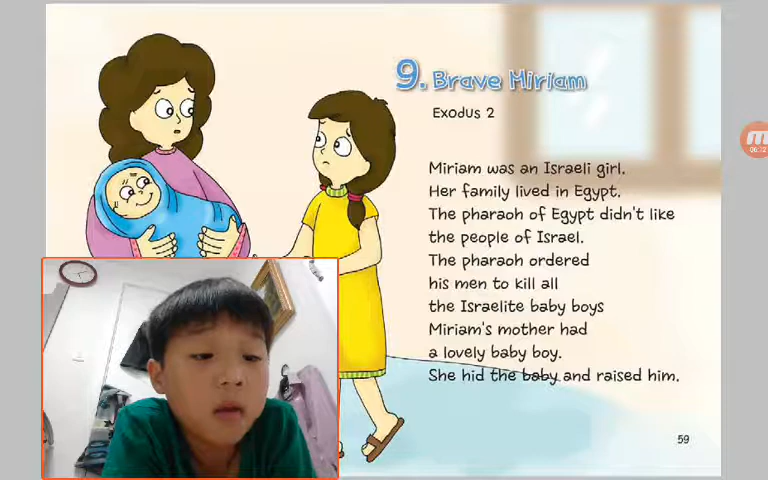 9. Brave Miriam
Exodus 2
Miriam was an Israeli girl.
Her family lived in Egypt.
The pharaoh of Egypt didn't like
the people of Israel.
The pharaoh ordered
his men to kill all
the Israelite baby boys
Miriam's mother had
a lovely baby boy.
She hid the baby and raised him.
59
M
06:12